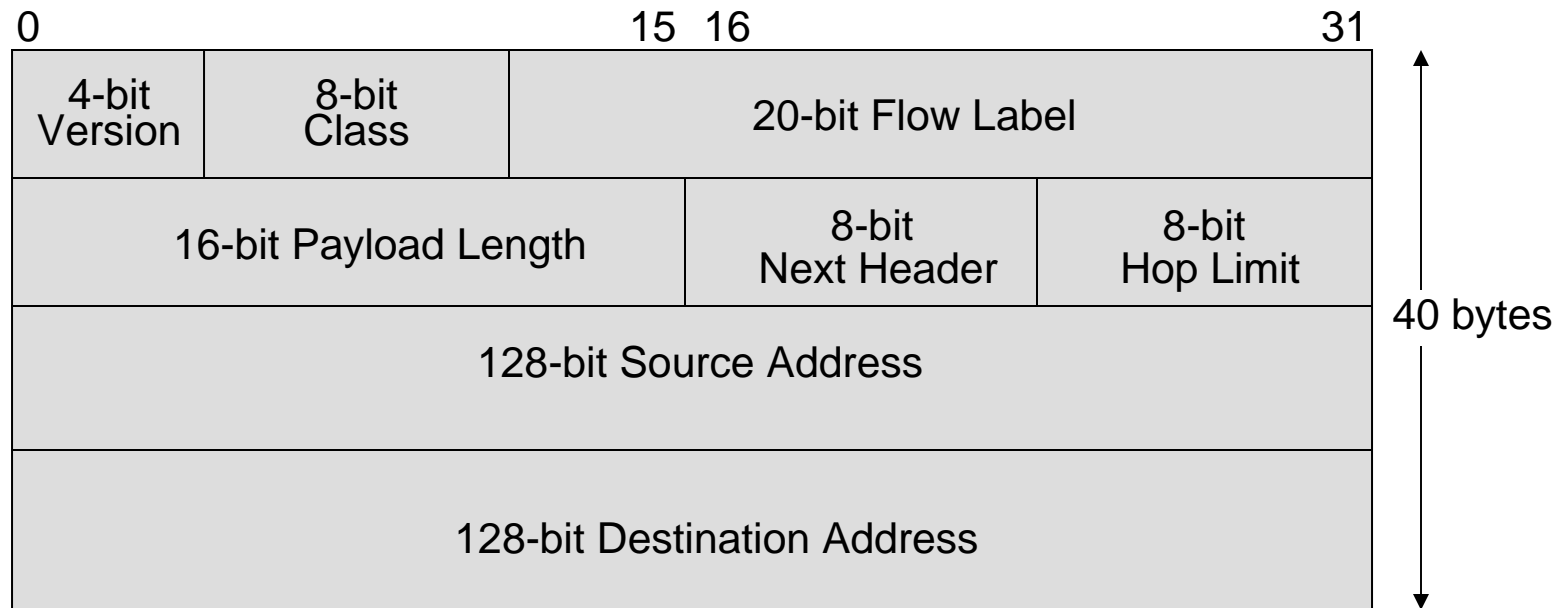 0 15 16 31
4-bit
Version
8-bit
Class
20-bit Flow Label
16-bit Payload Length
8-bit
Next Header
8-bit
Hop Limit
40 bytes
128-bit Source Address
128-bit Destination Address